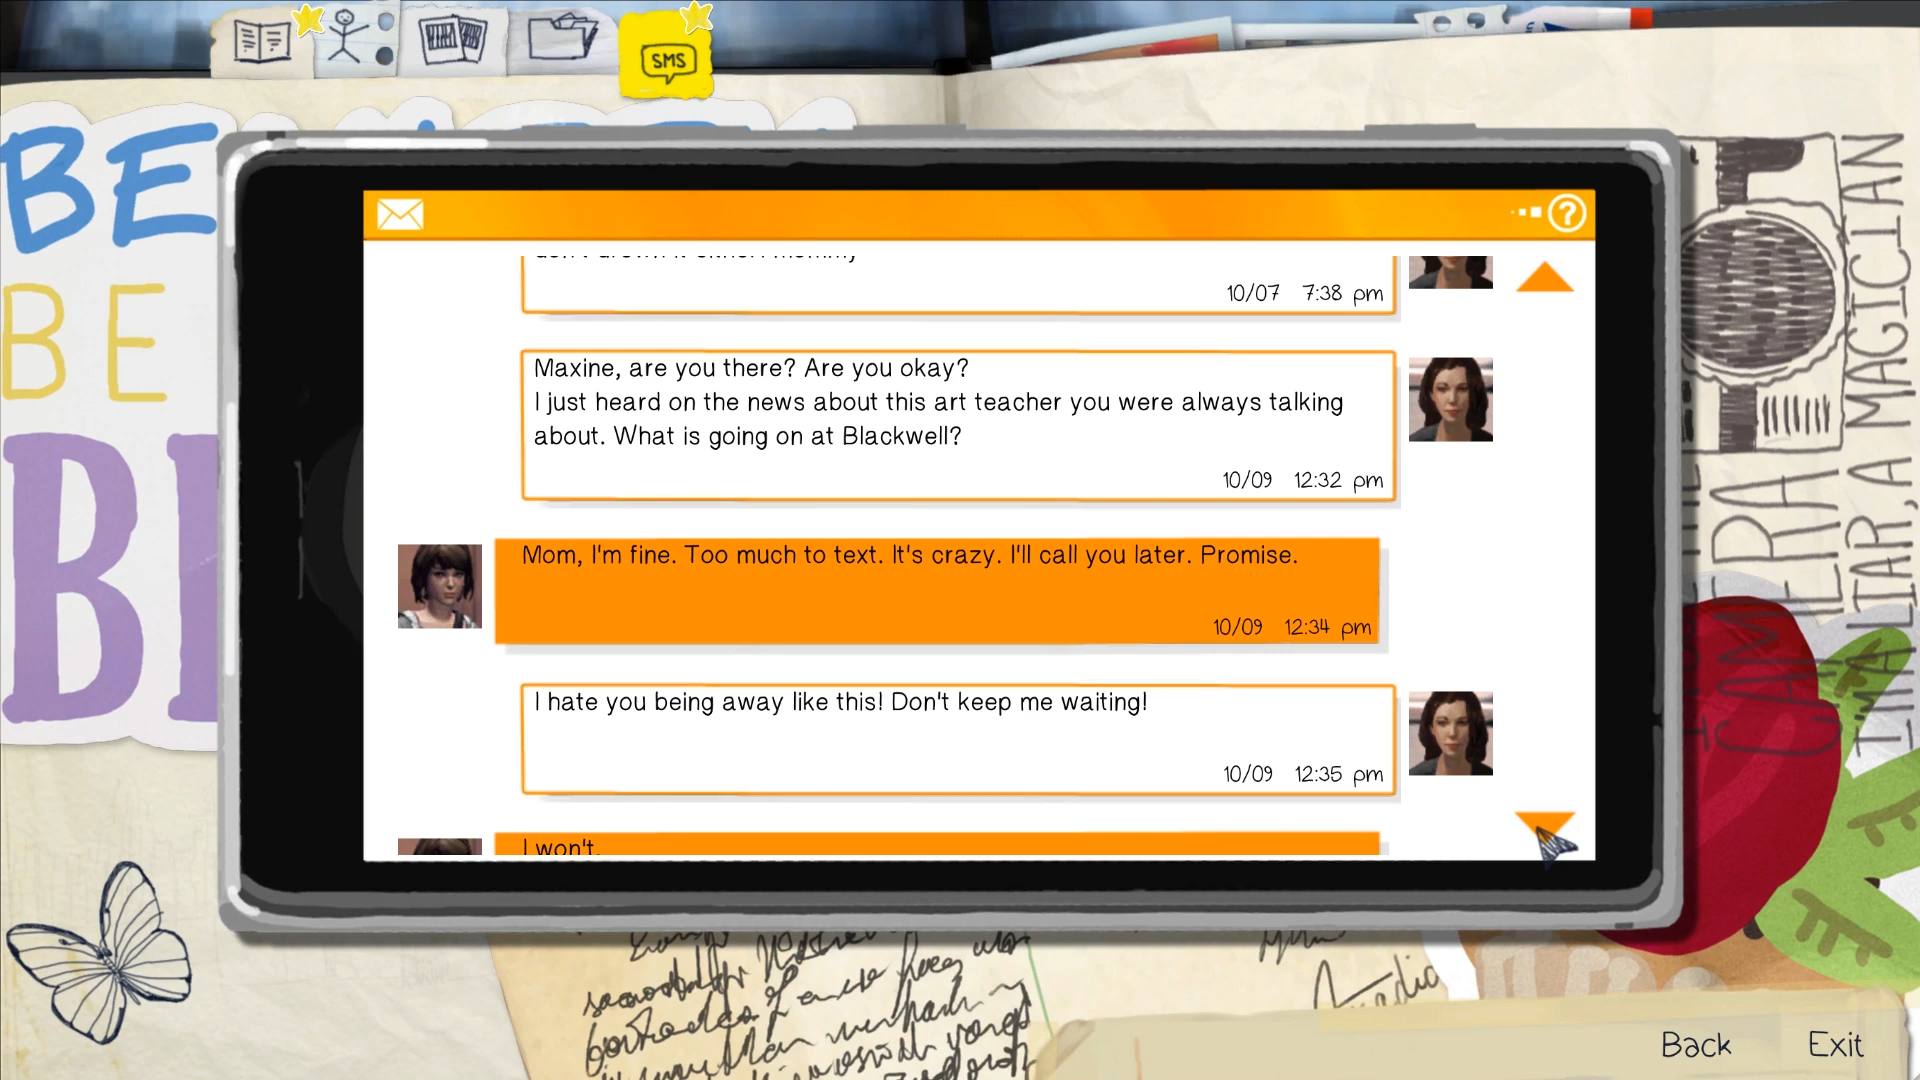 SMS
BE
BE
10/07 7:38 pm
Maxine, are you there? Are you okay?
I just heard on the news about this art teacher you were always talking
about. What is going on at Blackwell?
10/09 12:32 pm
Mom, I'm fine. Too much to text. It's crazy. I'll call you later. Promise.
10/09 12:34 pm
I hate you being away like this! Don't keep me waiting!
10/09 12:35 pm
I won't.
CAMERA
LIAR, A MAGICIAN
Back
Exit